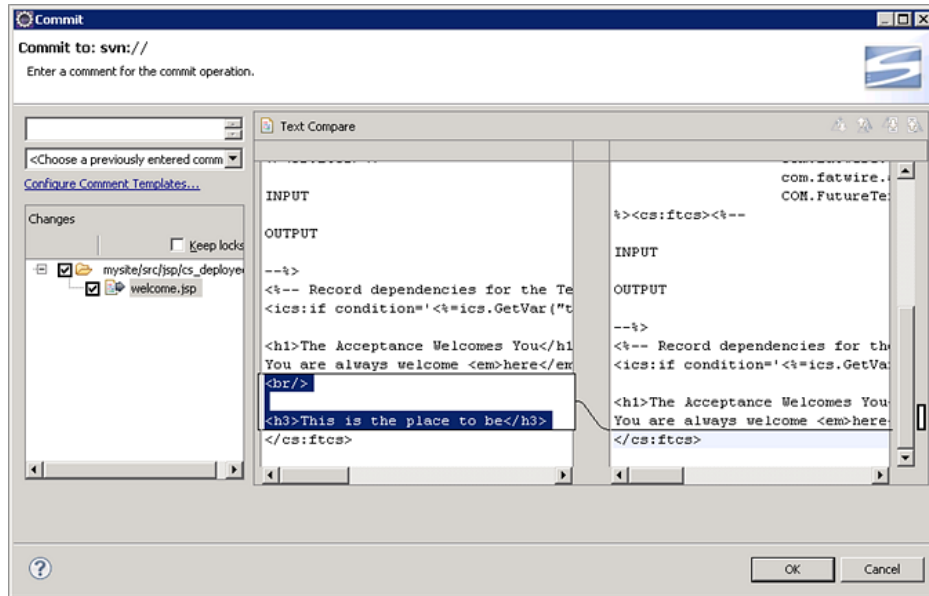 Commit
Commit to: svn://
Enter a comment for the commit operation.
<Choose a previously entered comm
Configure Comment Templates...
Changes
Keep locks
mysite/src/jsp/cs_deploye
welcome.jsp
Text Compare
INPUT
OUTPUT
--%>
<%-- Record dependencies for the Te
<ics:if condition='<%=ics.GetVar("t
<h1>The Acceptance Welcomes You</h1
You are always welcome <em>here</em
<br/>
<h3>This is the place to be</h3>
</cs:ftcs>
com.fatwire.
COM.FutureTe
%><cs:ftcs><%--
INPUT
OUTPUT
--%>
<%-- Record dependencies for th
<ics:if condition='<%=ics.GetVa
<h1>The Acceptance Welcomes You
You are always welcome <em>here
</cs:ftcs>
?
OK
Cancel